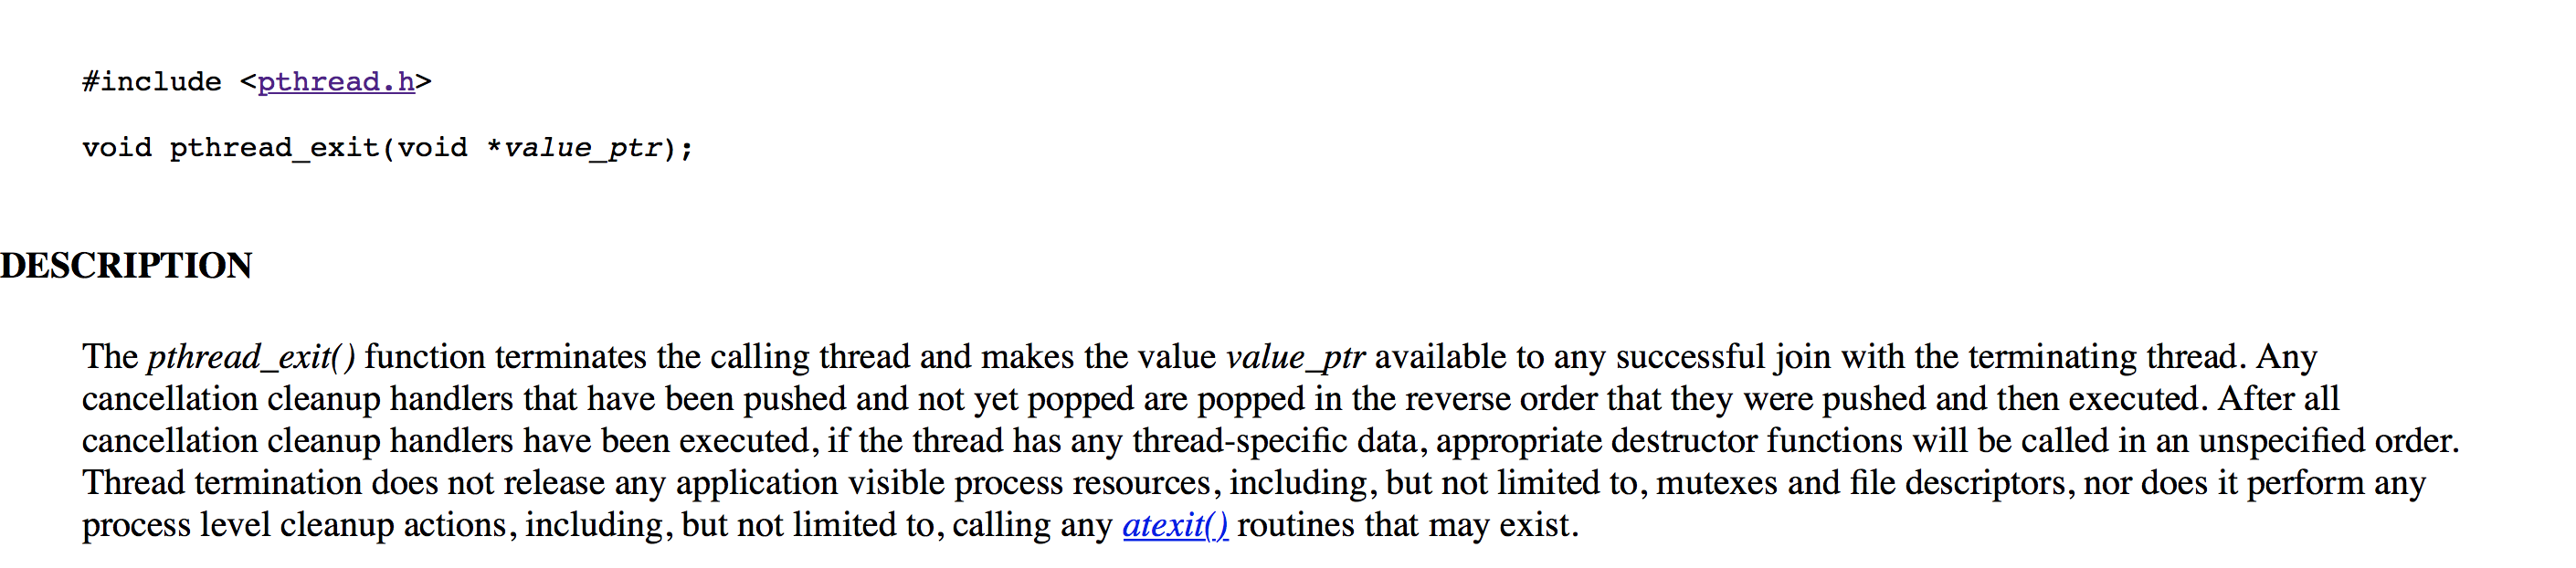 #include <pthread.h>
void pthread_exit(void *value_ptr);
DESCRIPTION
The pthread_exit() function terminates the calling thread and makes the value value_ptr available to any successful join with the terminating thread. Any
cancellation cleanup handlers that have been pushed and not yet popped are popped in the reverse order that they were pushed and then executed. After all
cancellation cleanup handlers have been executed, if the thread has any thread-specific data, appropriate destructor functions will be called in an unspecified order.
Thread termination does not release any application visible process resources, including, but not limited to, mutexes and file descriptors, nor does it perform any
process level cleanup actions, including, but not limited to, calling any atexit() routines that may exist.